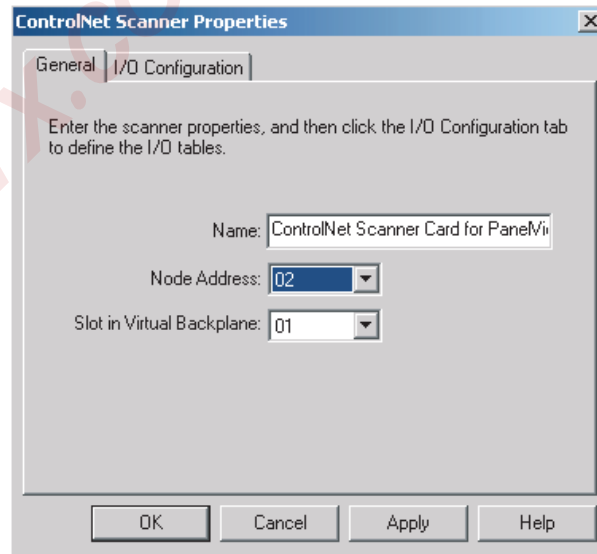 ControlNet Scanner Properties
General
I/O Configuration
Enter the scanner properties, and then click the I/O Configuration tab
to define the I/O tables.
Name: ControlNet Scanner Card for PanelVi
Node Address: 02
Slot in Virtual Backplane: 01
OK
Cancel
Apply
Help